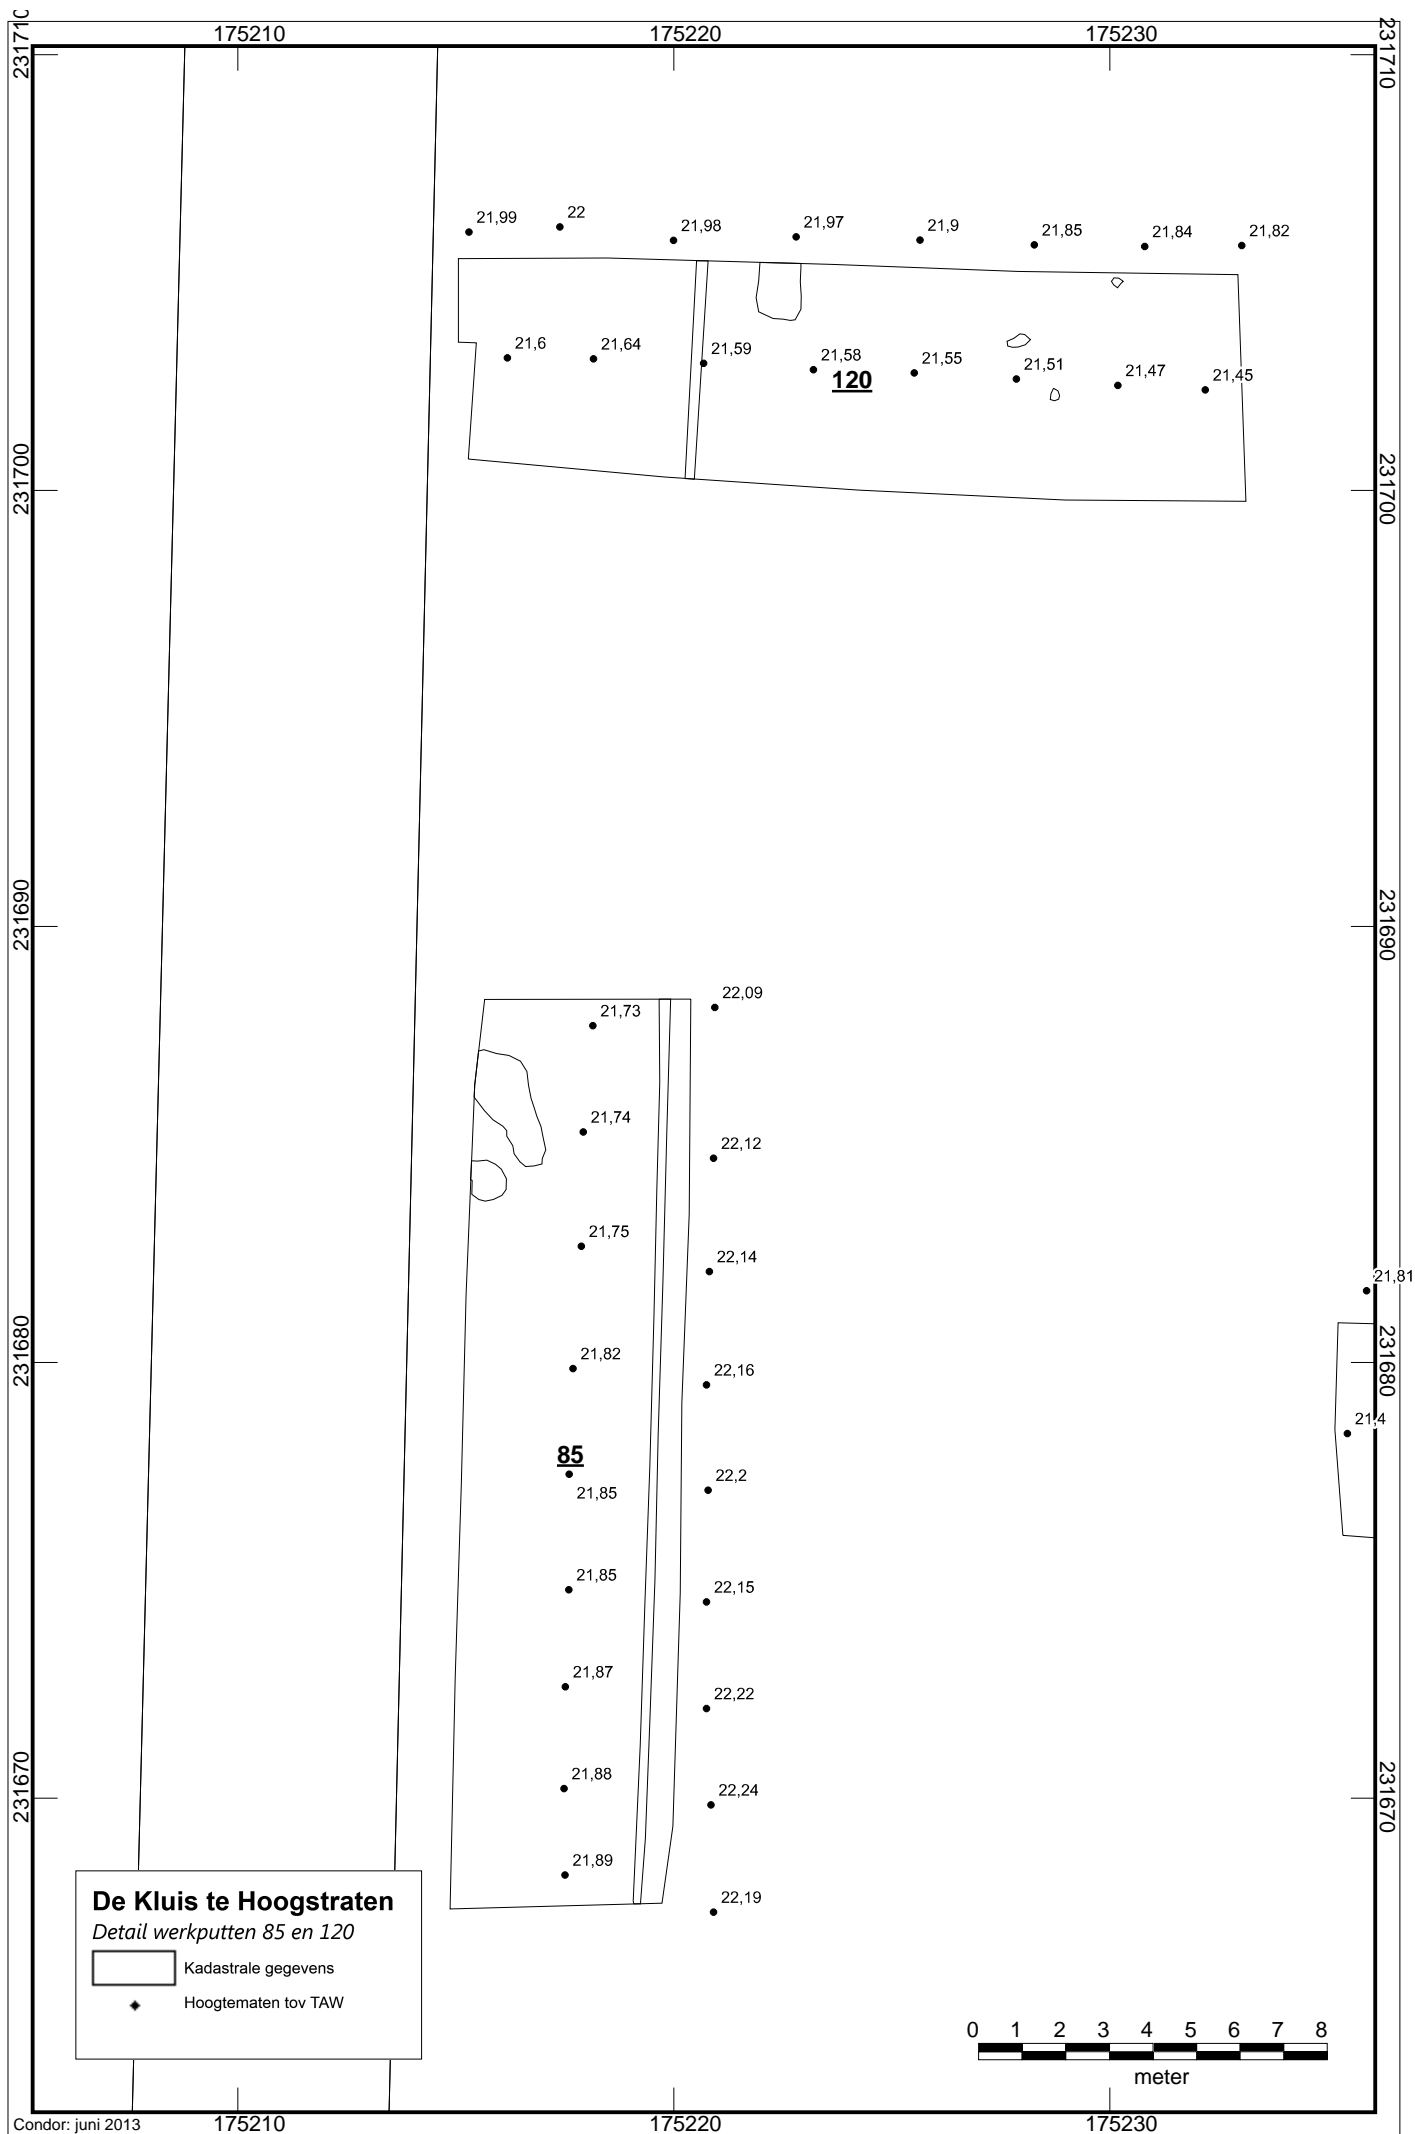 175210 175220 175230
231710 231710
21,99 22 21,98 21,97 21,9 21,85 21,84 21,82
21,6 21,64 21,59 21,58 21,55 21,51 21,47 21,45
120
231700 231700
231690 231690
21,73 22,09
21,74 22,12
21,75 22,14
21,81
21,82 22,16
231680 231680
21,4
85
21,85 22,2
21,85 22,15
21,87 22,22
21,88 22,24
231670 231670
21,89 22,19
De Kluis te Hoogstraten
Detail werkputten 85 en 120
Kadastrale gegevens
Hoogtematen tov TAW
0 1 2 3 4 5 6 7 8
meter
Condor: juni 2013
175210 175220 175230